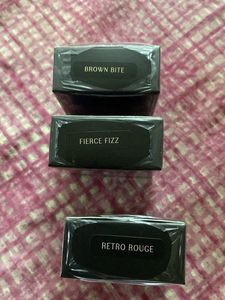 BROWN BITE
FIERCE FIZZ
RETRO ROUGE